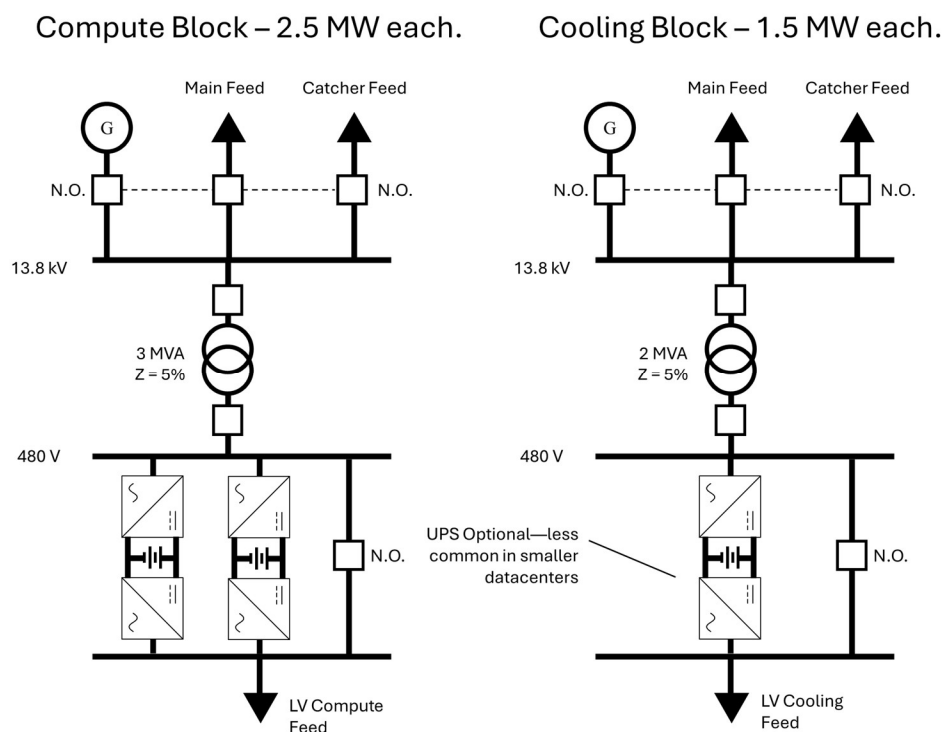 Compute Block – 2.5 MW each.
Main Feed
Catcher Feed
G
N.O.
N.O.
13.8 kV
3 MVA
Z = 5%
480 V
N.O.
LV Compute
Feed
Cooling Block – 1.5 MW each.
Main Feed
Catcher Feed
G
N.O.
N.O.
13.8 kV
2 MVA
Z = 5%
480 V
UPS Optional—less
common in smaller
datacenters
N.O.
LV Cooling
Feed